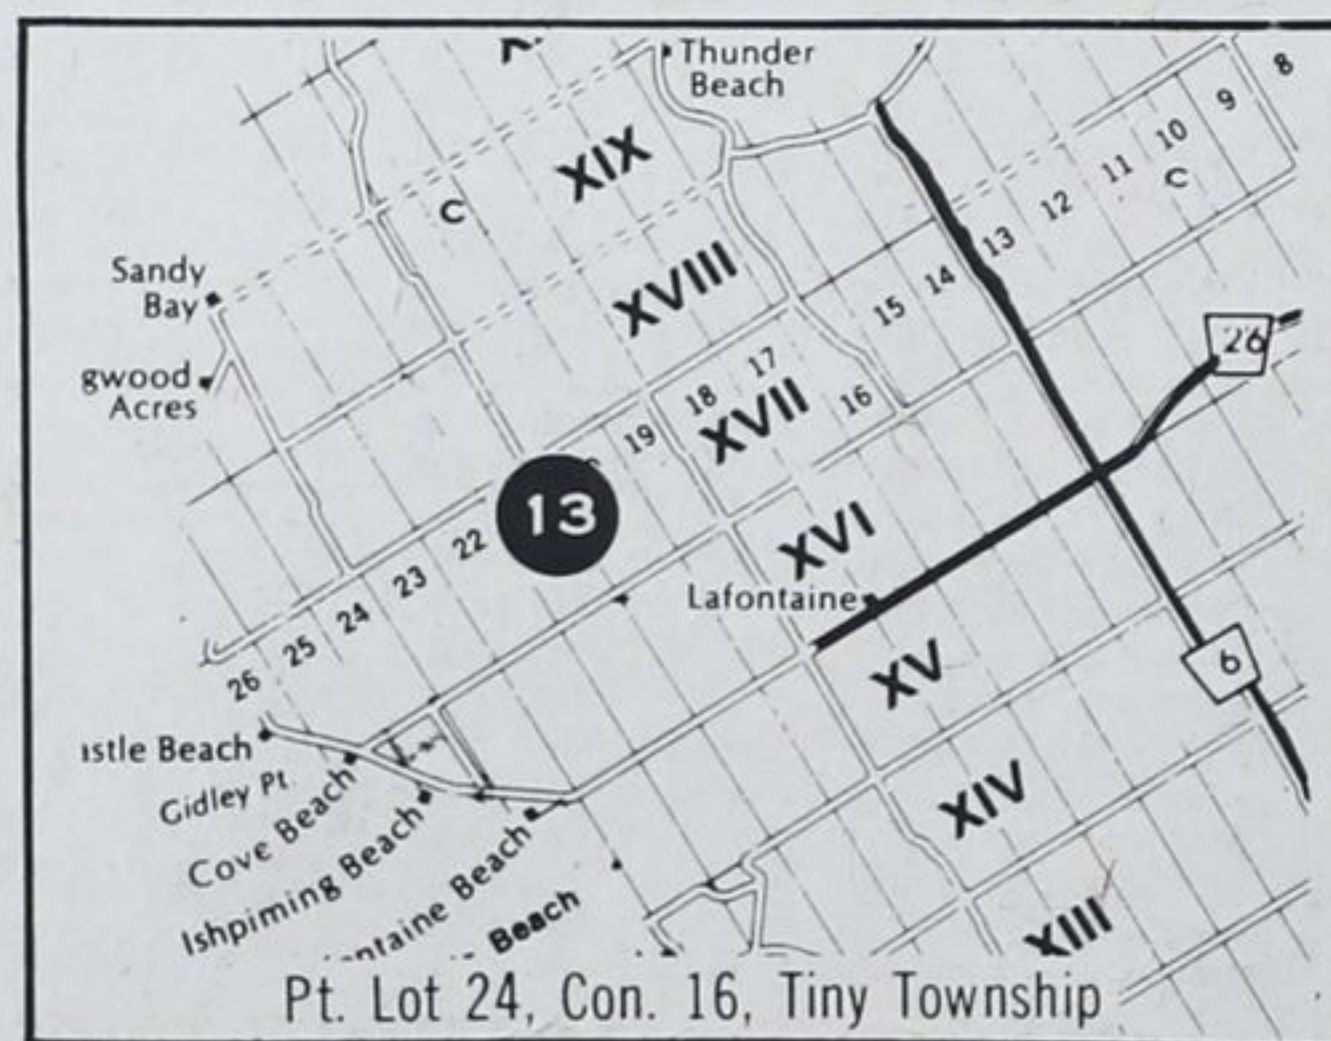 Thunder
Beach
8
9
10
11
C
12
13
14
15
XIX
C
XVIII
Sandy
Bay
Acres
26
17
18
XVII
16
19
13
22
23
24
25
26
XVI
Lafontaine
XV
6
Beach
Gidley Pt.
Cove Beach
Ishpiming Beach
Beach
Beach
XIV
XIII
Pt. Lot 24, Con. 16, Tiny Township